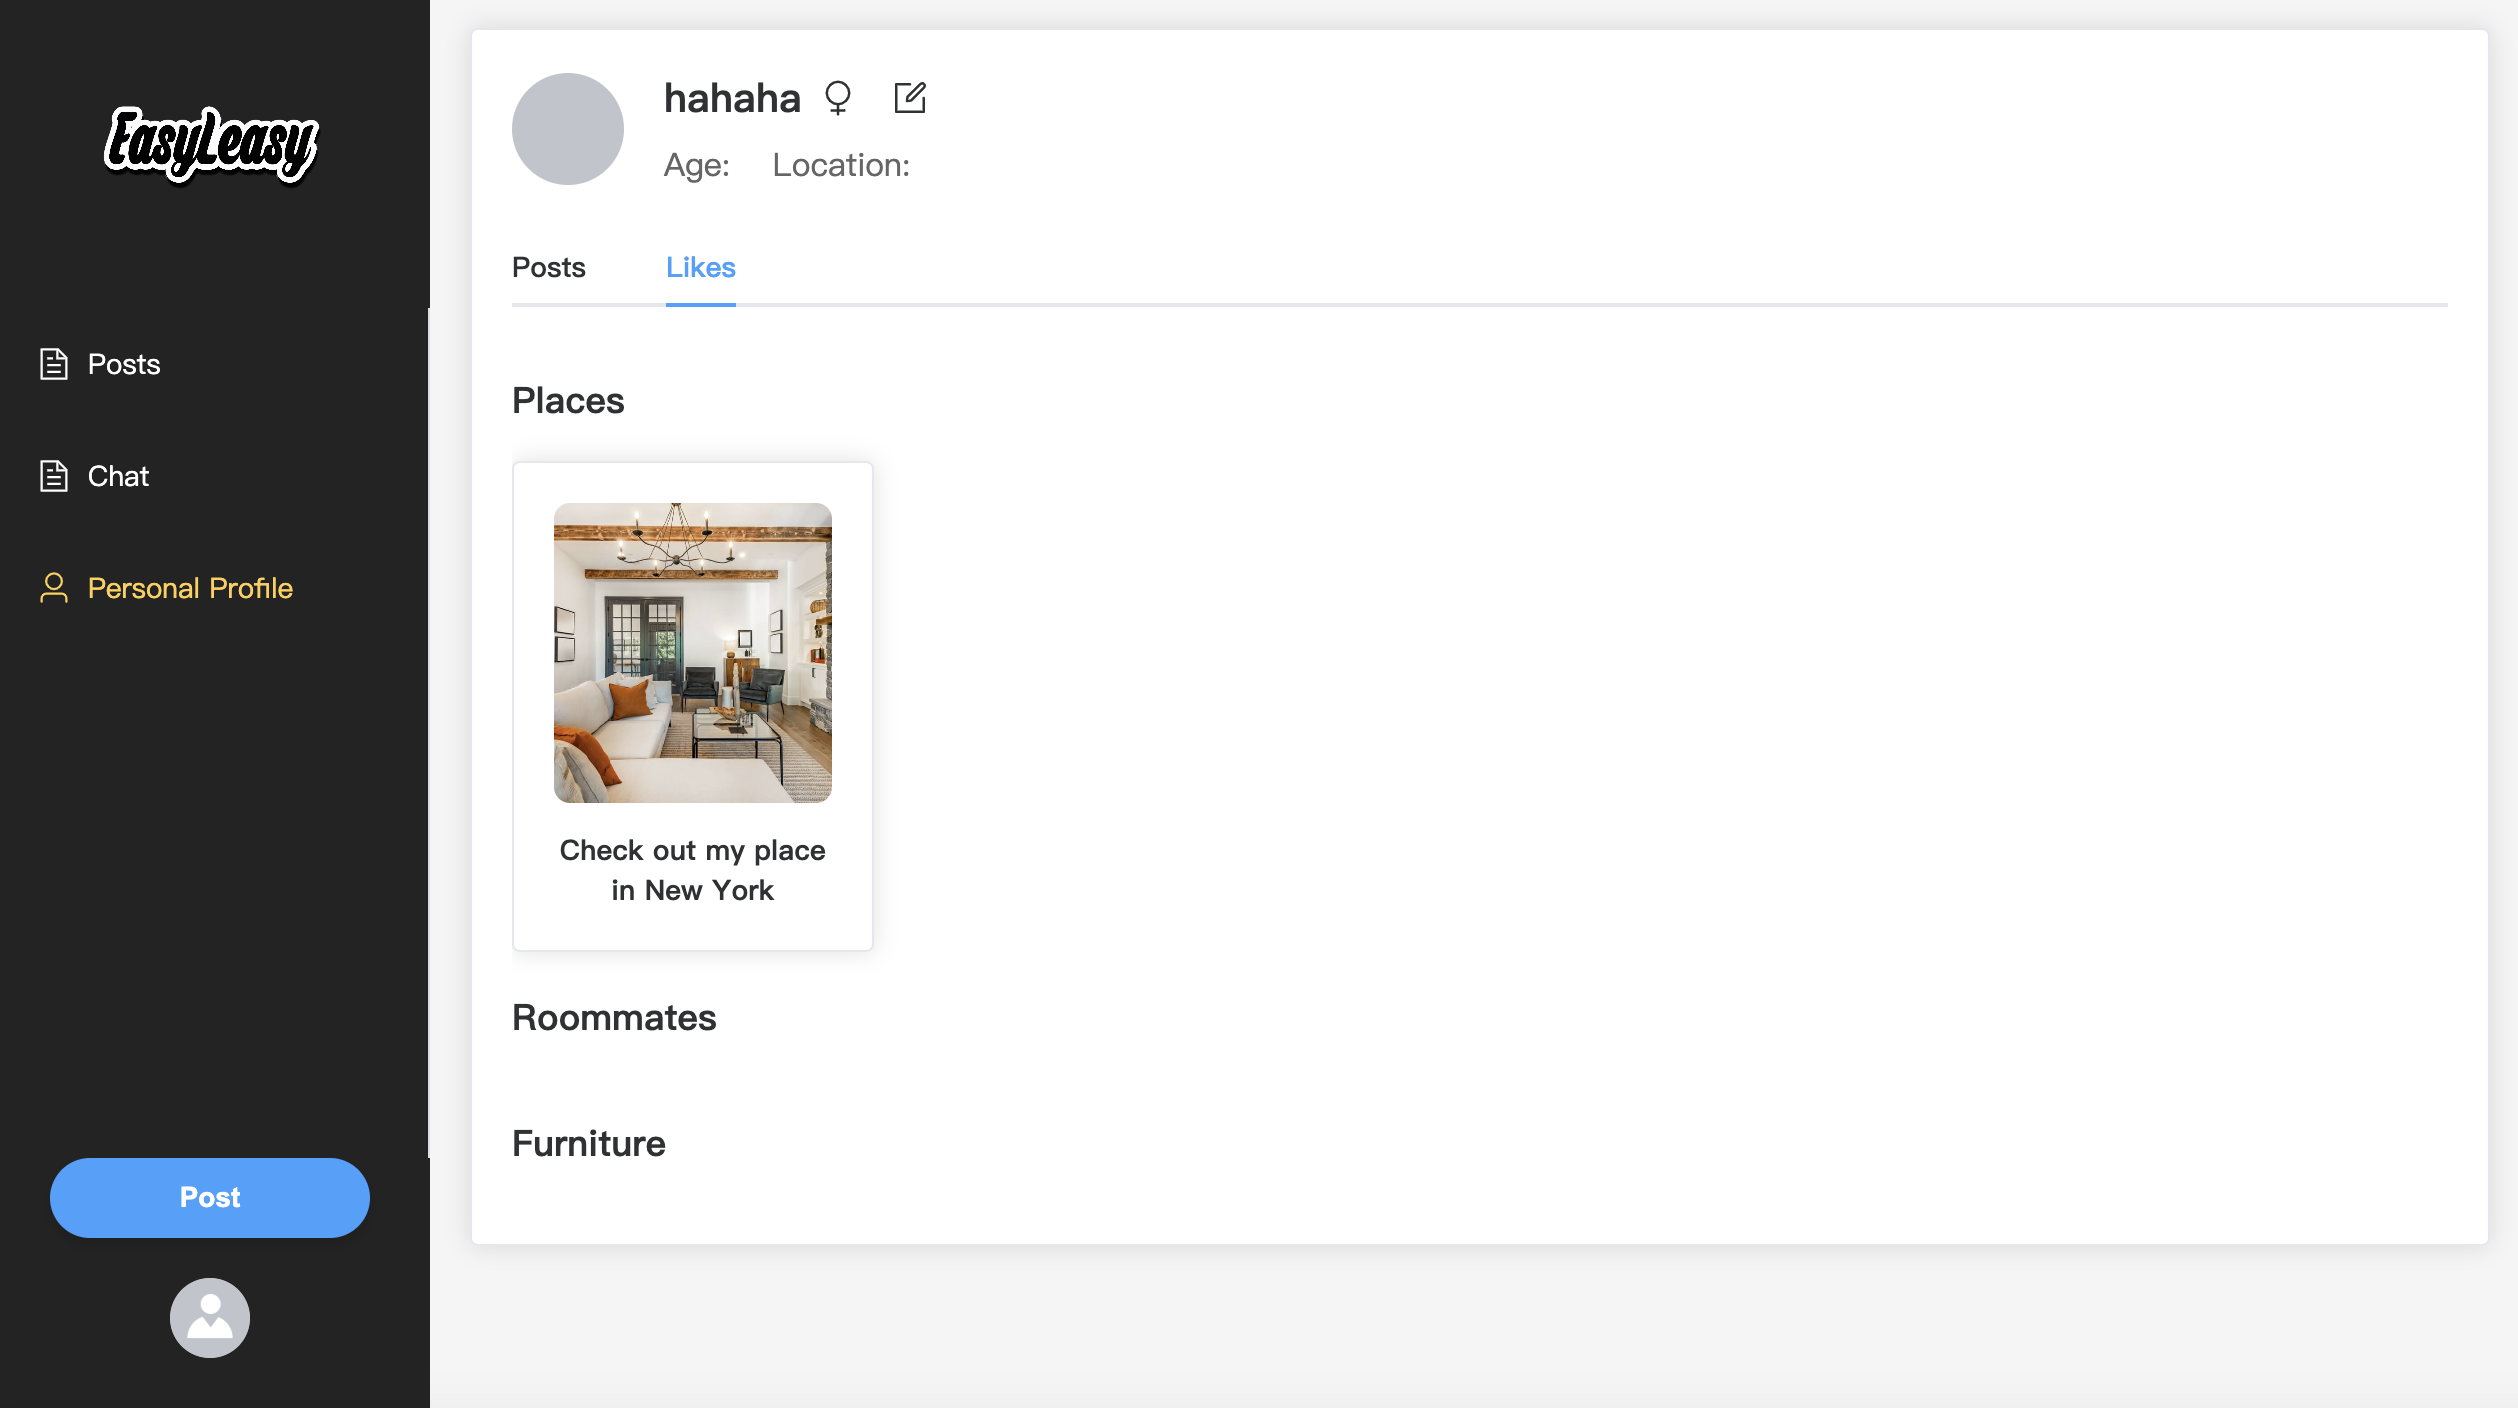 EasyLeasy
Posts
Chat
Personal Profile
Post
hahaha
Age: Location:
Posts Likes
Places
Check out my place
in New York
Roommates
Furniture